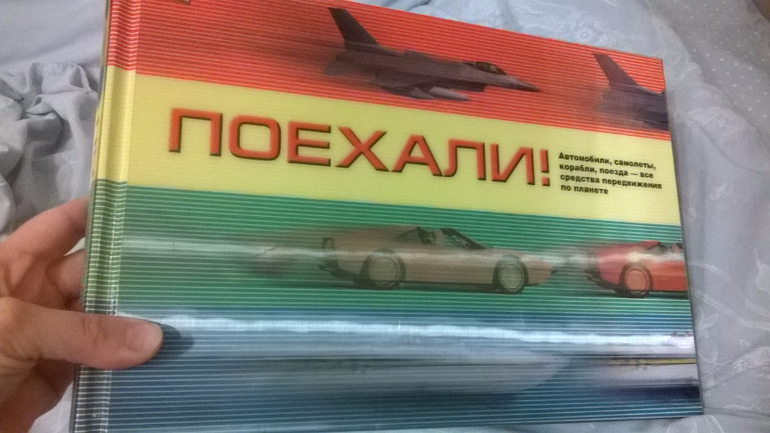 ПОЕХАЛИ!
Автомобили, самолеты,
корабли, поезда — все
средства передвижения
по планете